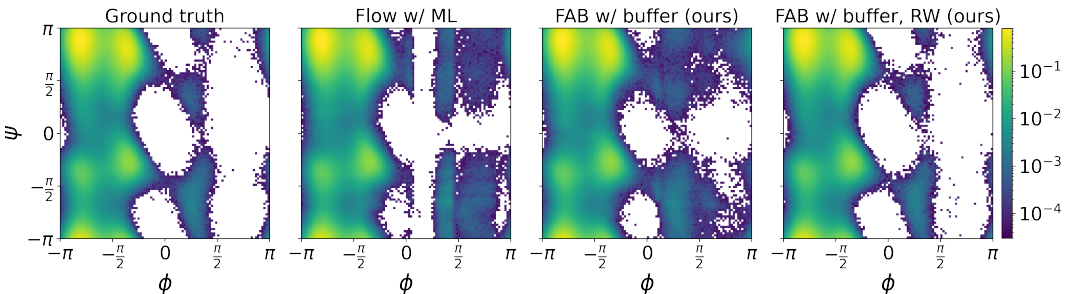 Ground truth
Flow w/ ML
FAB w/ buffer (ours)
FAB w/ buffer, RW (ours)
ψ
π
π/2
0
−π/2
−π
−π −π/2 0 π/2 π
−π −π/2 0 π/2 π
−π −π/2 0 π/2 π
−π −π/2 0 π/2 π
ϕ
ϕ
ϕ
ϕ
10⁻¹
10⁻²
10⁻³
10⁻⁴